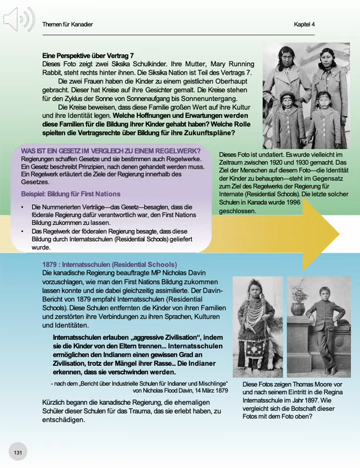 Themen für Kanadier
Kapitel 4
Eine Perspektive über Vertrag 7
Dieses Foto zeigt zwei Siksika Schulkinder. Ihre Mutter, Mary Running
Rabbit, steht rechts hinter ihnen. Die Siksika Nation ist Teil des Vertrags 7.
Die zwei Frauen haben die Kinder zu einem geistlichen Oberhaupt
gebracht. Dieser hat Kreise auf ihre Gesichter gemalt. Die Kreise stehen
für den Zyklus der Sonne von Sonnenaufgang bis Sonnenuntergang.
Die Kreise beweisen, dass diese Familie großen Wert auf ihre Kultur
und ihre Identität legen. Welche Hoffnungen und Erwartungen werden
diese Familien für die Bildung ihrer Kinder gehabt haben? Welche Rolle
spielten die Vertragsrechte über Bildung für ihre Zukunftspläne?
WAS IST EIN GESETZ IM VERGLEICH ZU EINEM REGELWERK?
Regierungen schaffen Gesetze und sie bestimmen auch Regelwerke.
Ein Gesetz beschreibt Prinzipien, nach denen gehandelt werden muss.
Ein Regelwerk erläutert die Ziele der Regierung innerhalb des
Gesetzes.
Beispiel: Bildung für First Nations
• Die Nummerierten Verträge—das Gesetz—besagten, dass die
föderale Regierung dafür verantwortlich war, den First Nations
Bildung zukommen zu lassen.
• Das Regelwerk der föderalen Regierung besagte, dass diese
Bildung durch Internatsschulen (Residential Schools) geliefert
wurde.
Dieses Foto ist undatiert. Es wurde vielleicht im
Zeitraum zwischen 1920 und 1930 gemacht. Das
Ziel der Menschen auf diesem Foto—die Identität
der Kinder zu behaupten—steht im Gegensatz
zum Ziel des Regelwerks der Regierung für
Internate (Residential Schools). Die letzte solcher
Schulen in Kanada wurde 1996
geschlossen.
1879 : Internatsschulen (Residential Schools)
Die kanadische Regierung beauftragte MP Nicholas Davin
vorzuschlagen, wie man den First Nations Bildung zukommen
lassen konnte und sie dabei gleichzeitig assimilierte. Der Davin-
Bericht von 1879 empfahl Internatsschulen (Residential
Schools). Diese Schulen entfernten die Kinder von ihren Familien
und zerstörten ihre Verbindungen zu ihren Sprachen, Kulturen
und Identitäten.
Internatsschulen erlauben „aggressive Zivilisation", indem
sie die Kinder von den Eltern trennen... Internatsschulen
ermöglichen den Indianern einen gewissen Grad an
Zivilisation, trotz der Mängel ihrer Rasse... Die Indianer
erkennen, dass sie verschwinden werden.
- nach dem „Bericht über Industrielle Schulen für Indianer und Mischlinge"
von Nicholas Flood Davin, 14 März 1879
Kürzlich begann die kanadische Regierung, die ehemaligen
Schüler dieser Schulen für das Trauma, das sie erlebt haben, zu
entschädigen.
Diese Fotos zeigen Thomas Moore vor
und nach seinem Eintritt in die Regina
Internatsschule im Jahr 1897. Wie
vergleicht sich die Botschaft dieser
Fotos mit dem Foto oben?
131